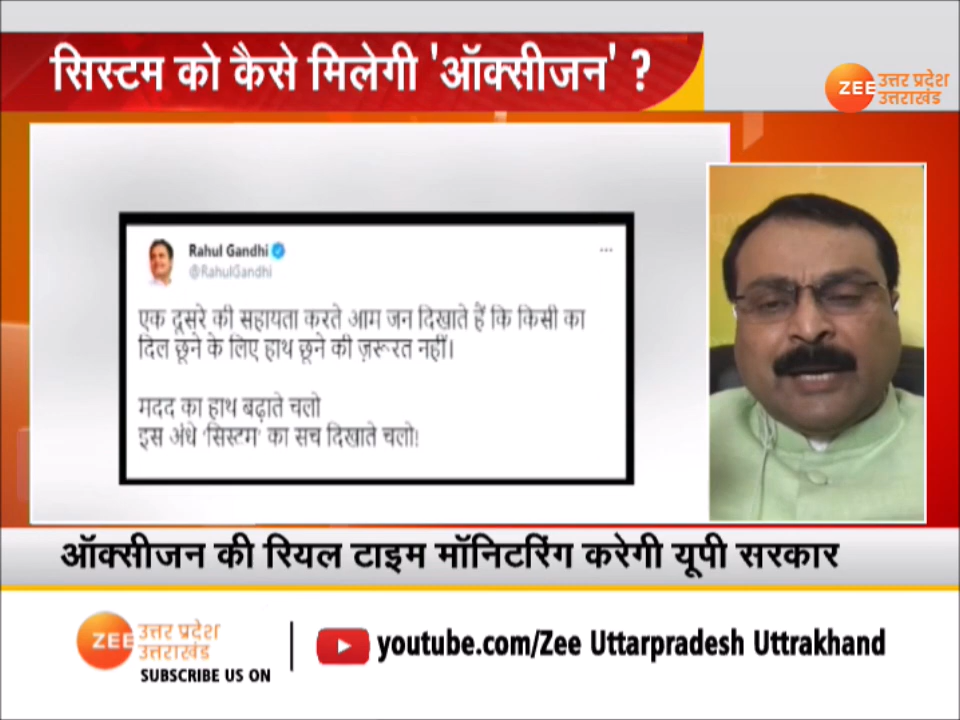 सिस्टम को कैसे मिलेगी 'ऑक्सीजन' ?
ZEE उत्तर प्रदेश
उत्तराखंड
Rahul Gandhi
@RahulGandhi
एक दूसरे की सहायता करते आम जन दिखाते हैं कि किसी का
दिल छूने के लिए हाथ छूने की ज़रूरत नहीं।
मदद का हाथ बढ़ाते चलो
इस अंधे 'सिस्टम' का सच दिखाते चलो!
ऑक्सीजन की रियल टाइम मॉनिटरिंग करेगी यूपी सरकार
ZEE उत्तर प्रदेश
उत्तराखंड
SUBSCRIBE US ON
youtube.com/Zee Uttarpradesh Uttrakhand